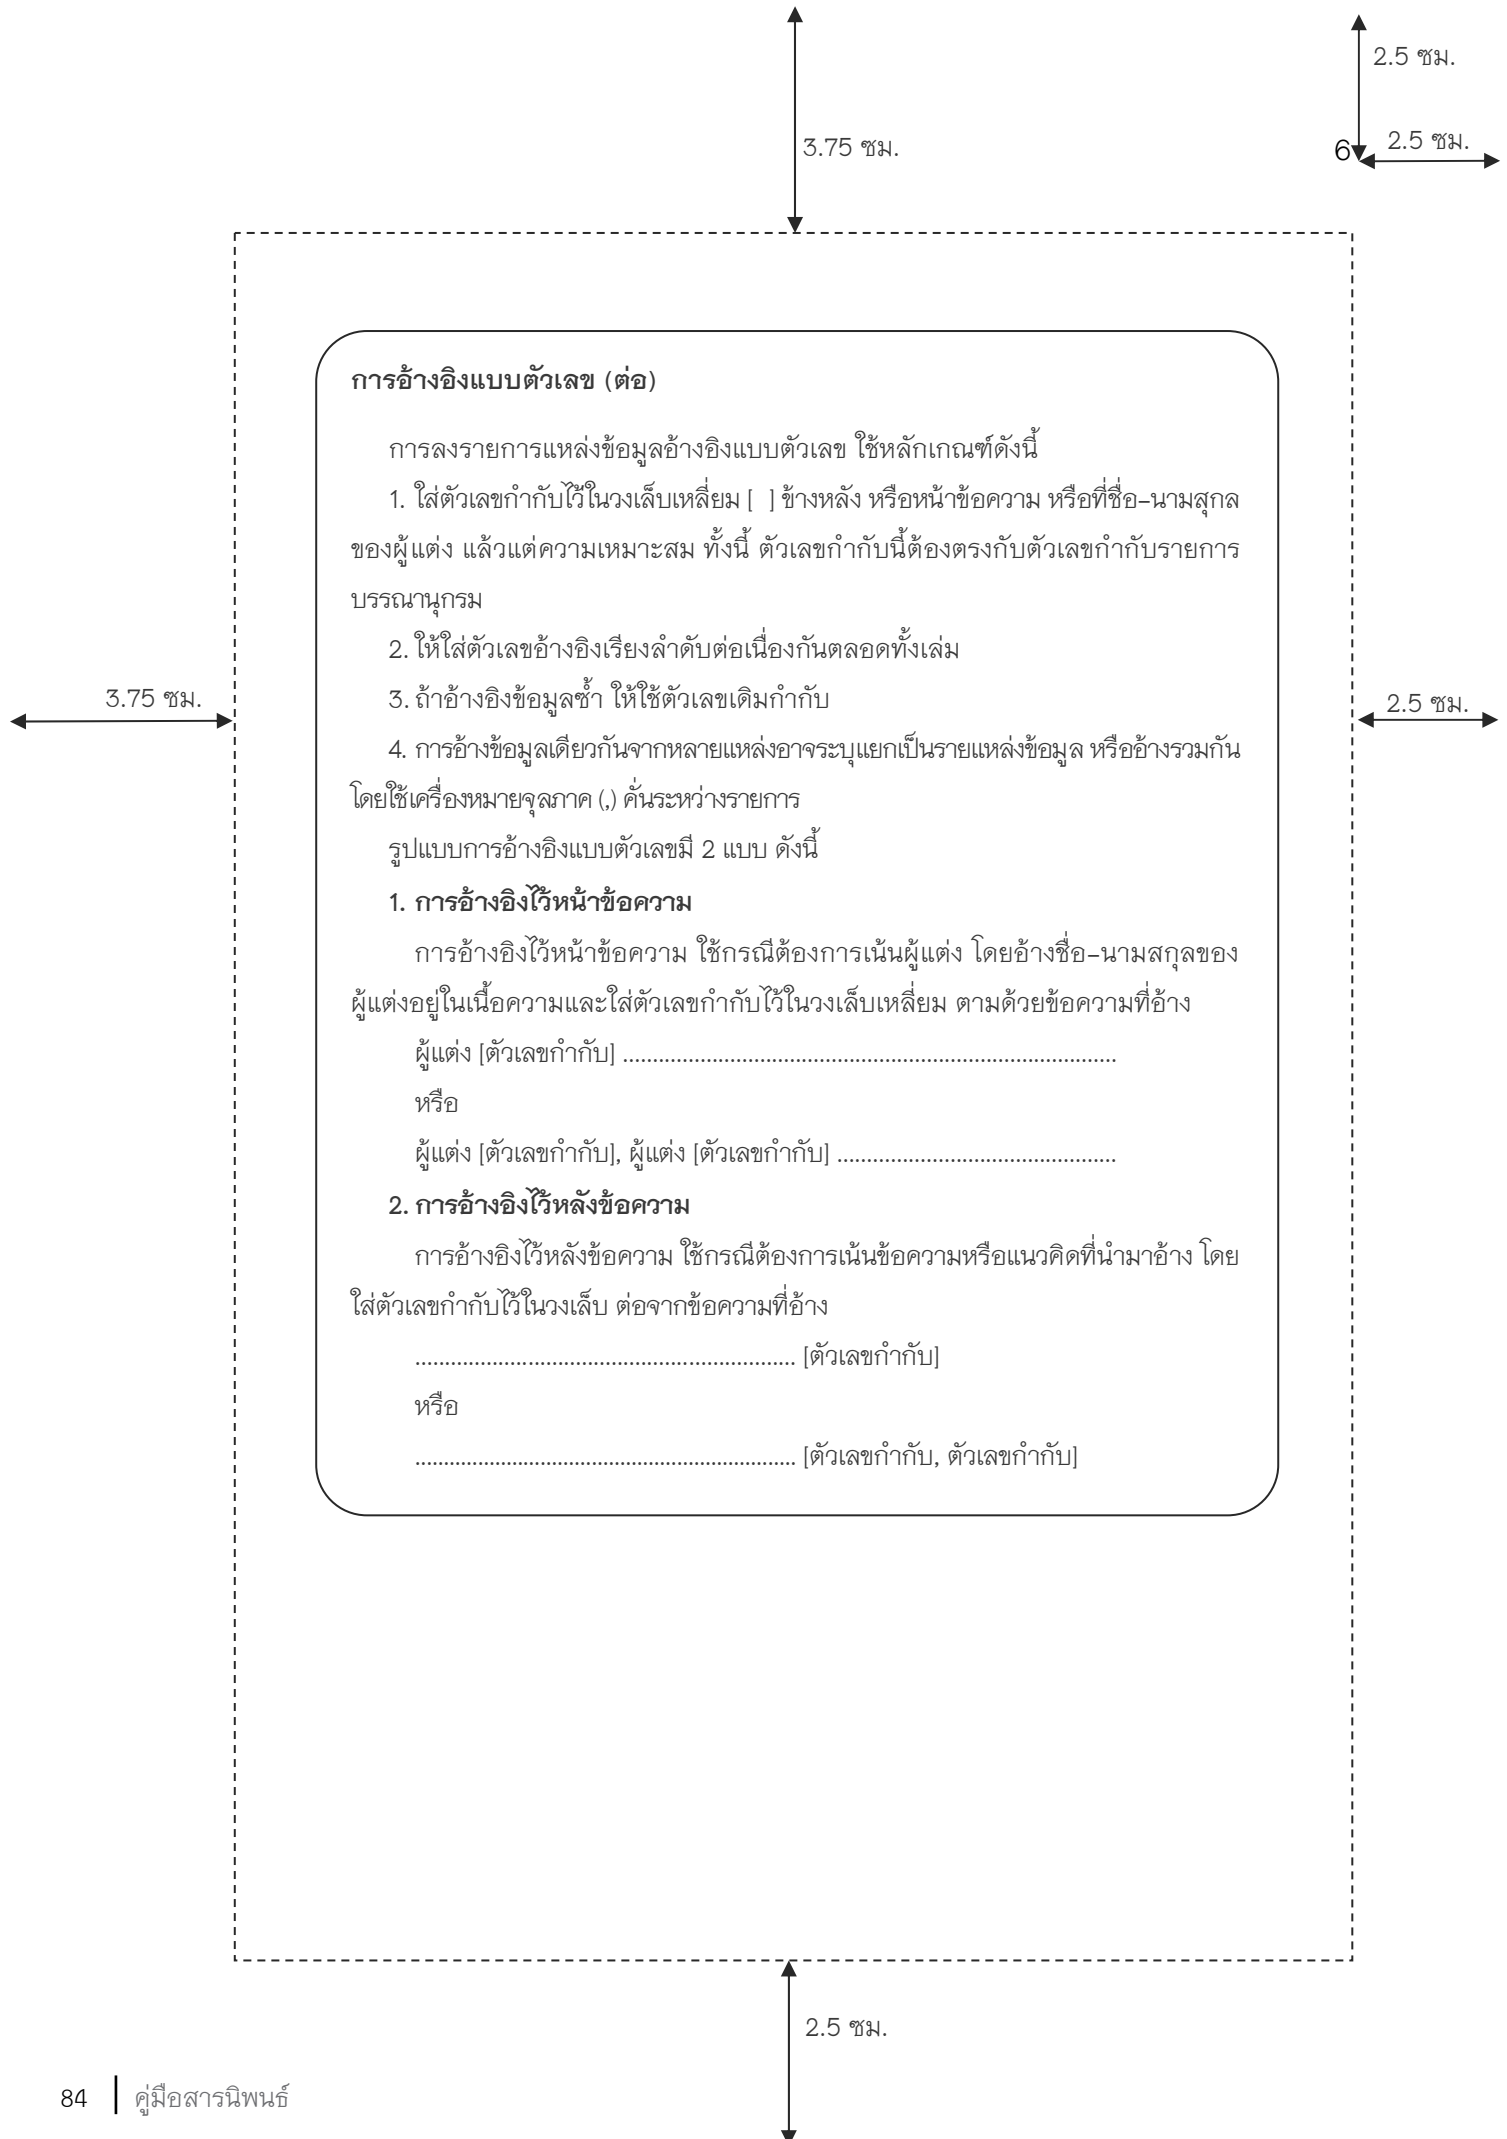 2.5 ซม.
3.75 ซม.
6
2.5 ซม.
การอ้างอิงแบบตัวเลข (ต่อ)
การลงรายการแหล่งข้อมูลอ้างอิงแบบตัวเลข ใช้หลักเกณฑ์ดังนี้
1. ใส่ตัวเลขกำกับไว้ในวงเล็บเหลี่ยม [ ] ข้างหลัง หรือหน้าข้อความ หรือที่ชื่อ-นามสุกล
ของผู้แต่ง แล้วแต่ความเหมาะสม ทั้งนี้ ตัวเลขกำกับนี้ต้องตรงกับตัวเลขกำกับรายการ
บรรณานุกรม
2. ให้ใส่ตัวเลขอ้างอิงเรียงลำดับต่อเนื่องกันตลอดทั้งเล่ม
3. ถ้าอ้างอิงข้อมูลซ้ำ ให้ใช้ตัวเลขเดิมกำกับ
3.75 ซม.
2.5 ซม.
4. การอ้างข้อมูลเดียวกันจากหลายแหล่งอาจระบุแยกเป็นรายแหล่งข้อมูล หรืออ้างรวมกัน
โดยใช้เครื่องหมายจุลภาค (,) คั่นระหว่างรายการ
รูปแบบการอ้างอิงแบบตัวเลขมี 2 แบบ ดังนี้
1. การอ้างอิงไว้หน้าข้อความ
การอ้างอิงไว้หน้าข้อความ ใช้กรณีต้องการเน้นผู้แต่ง โดยอ้างชื่อ-นามสกุลของ
ผู้แต่งอยู่ในเนื้อความและใส่ตัวเลขกำกับไว้ในวงเล็บเหลี่ยม ตามด้วยข้อความที่อ้าง
ผู้แต่ง [ตัวเลขกำกับ] ...................................................................................
หรือ
ผู้แต่ง [ตัวเลขกำกับ], ผู้แต่ง [ตัวเลขกำกับ] ...............................................
2. การอ้างอิงไว้หลังข้อความ
การอ้างอิงไว้หลังข้อความ ใช้กรณีต้องการเน้นข้อความหรือแนวคิดที่นำมาอ้าง โดย
ใส่ตัวเลขกำกับไว้ในวงเล็บ ต่อจากข้อความที่อ้าง
................................................................ [ตัวเลขกำกับ]
หรือ
................................................................ [ตัวเลขกำกับ, ตัวเลขกำกับ]
2.5 ซม.
84 คู่มือสารนิพนธ์